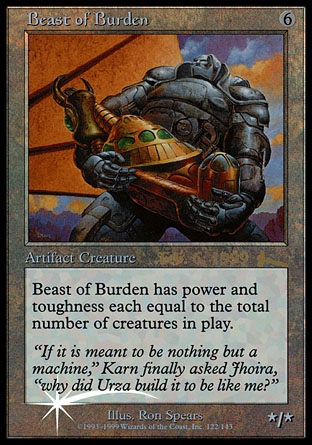 Beast of Burden 6
Artifact Creature
Feb. 6, 1999
Beast of Burden has power and
toughness each equal to the total
number of creatures in play.
"If it is meant to be nothing but a
machine," Karn finally asked Jhoira,
"why did Urza build it to be like me?"
Illus. Ron Spears
©1993-1999 Wizards of the Coast, Inc. 122/143
*/*